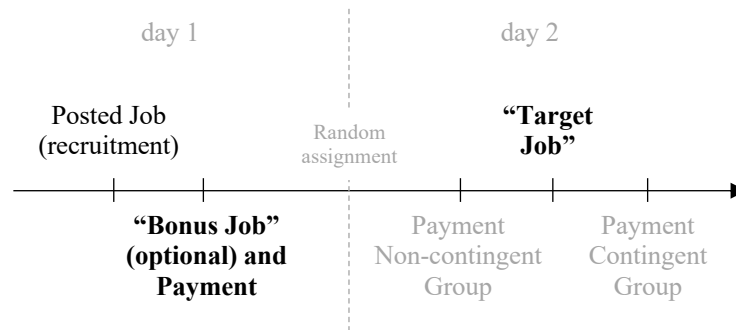 day 1
day 2
Posted Job
(recruitment)
Random
assignment
“Target
Job”
“Bonus Job”
(optional) and
Payment
Payment
Non-contingent
Group
Payment
Contingent
Group